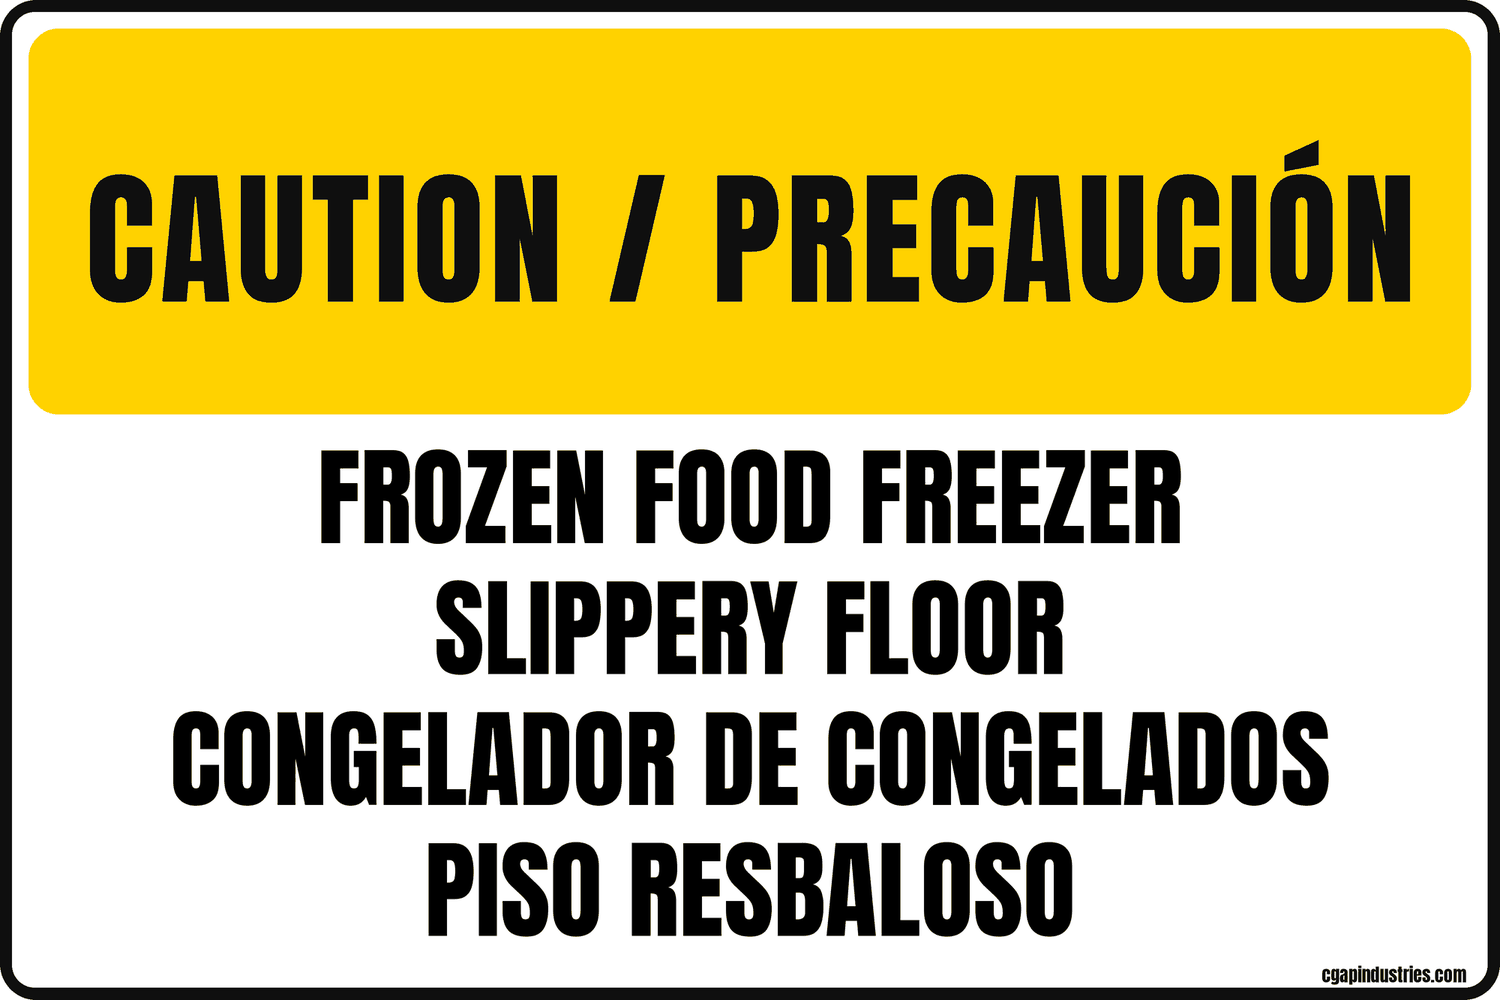 CAUTION / PRECAUCIÓN
FROZEN FOOD FREEZER
SLIPPERY FLOOR
CONGELADOR DE CONGELADOS
PISO RESBALOSO
cgapindustries.com